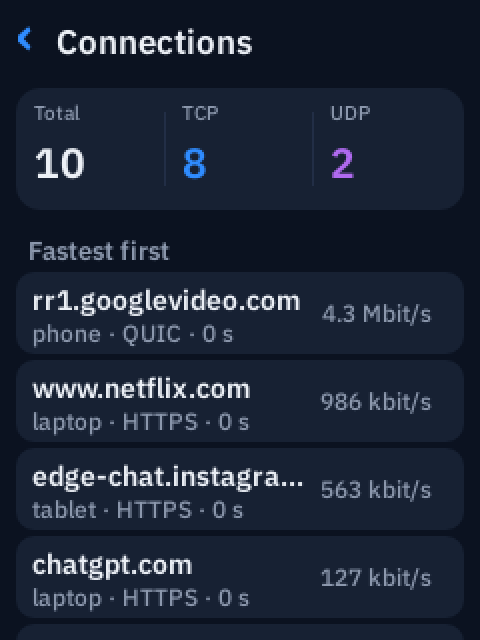 Connections
Total TCP UDP
10 8 2
Fastest first
rr1.googlevideo.com 4.3 Mbit/s
phone · QUIC · 0 s
www.netflix.com 986 kbit/s
laptop · HTTPS · 0 s
edge-chat.instagra... 563 kbit/s
tablet · HTTPS · 0 s
chatgpt.com 127 kbit/s
laptop · HTTPS · 0 s